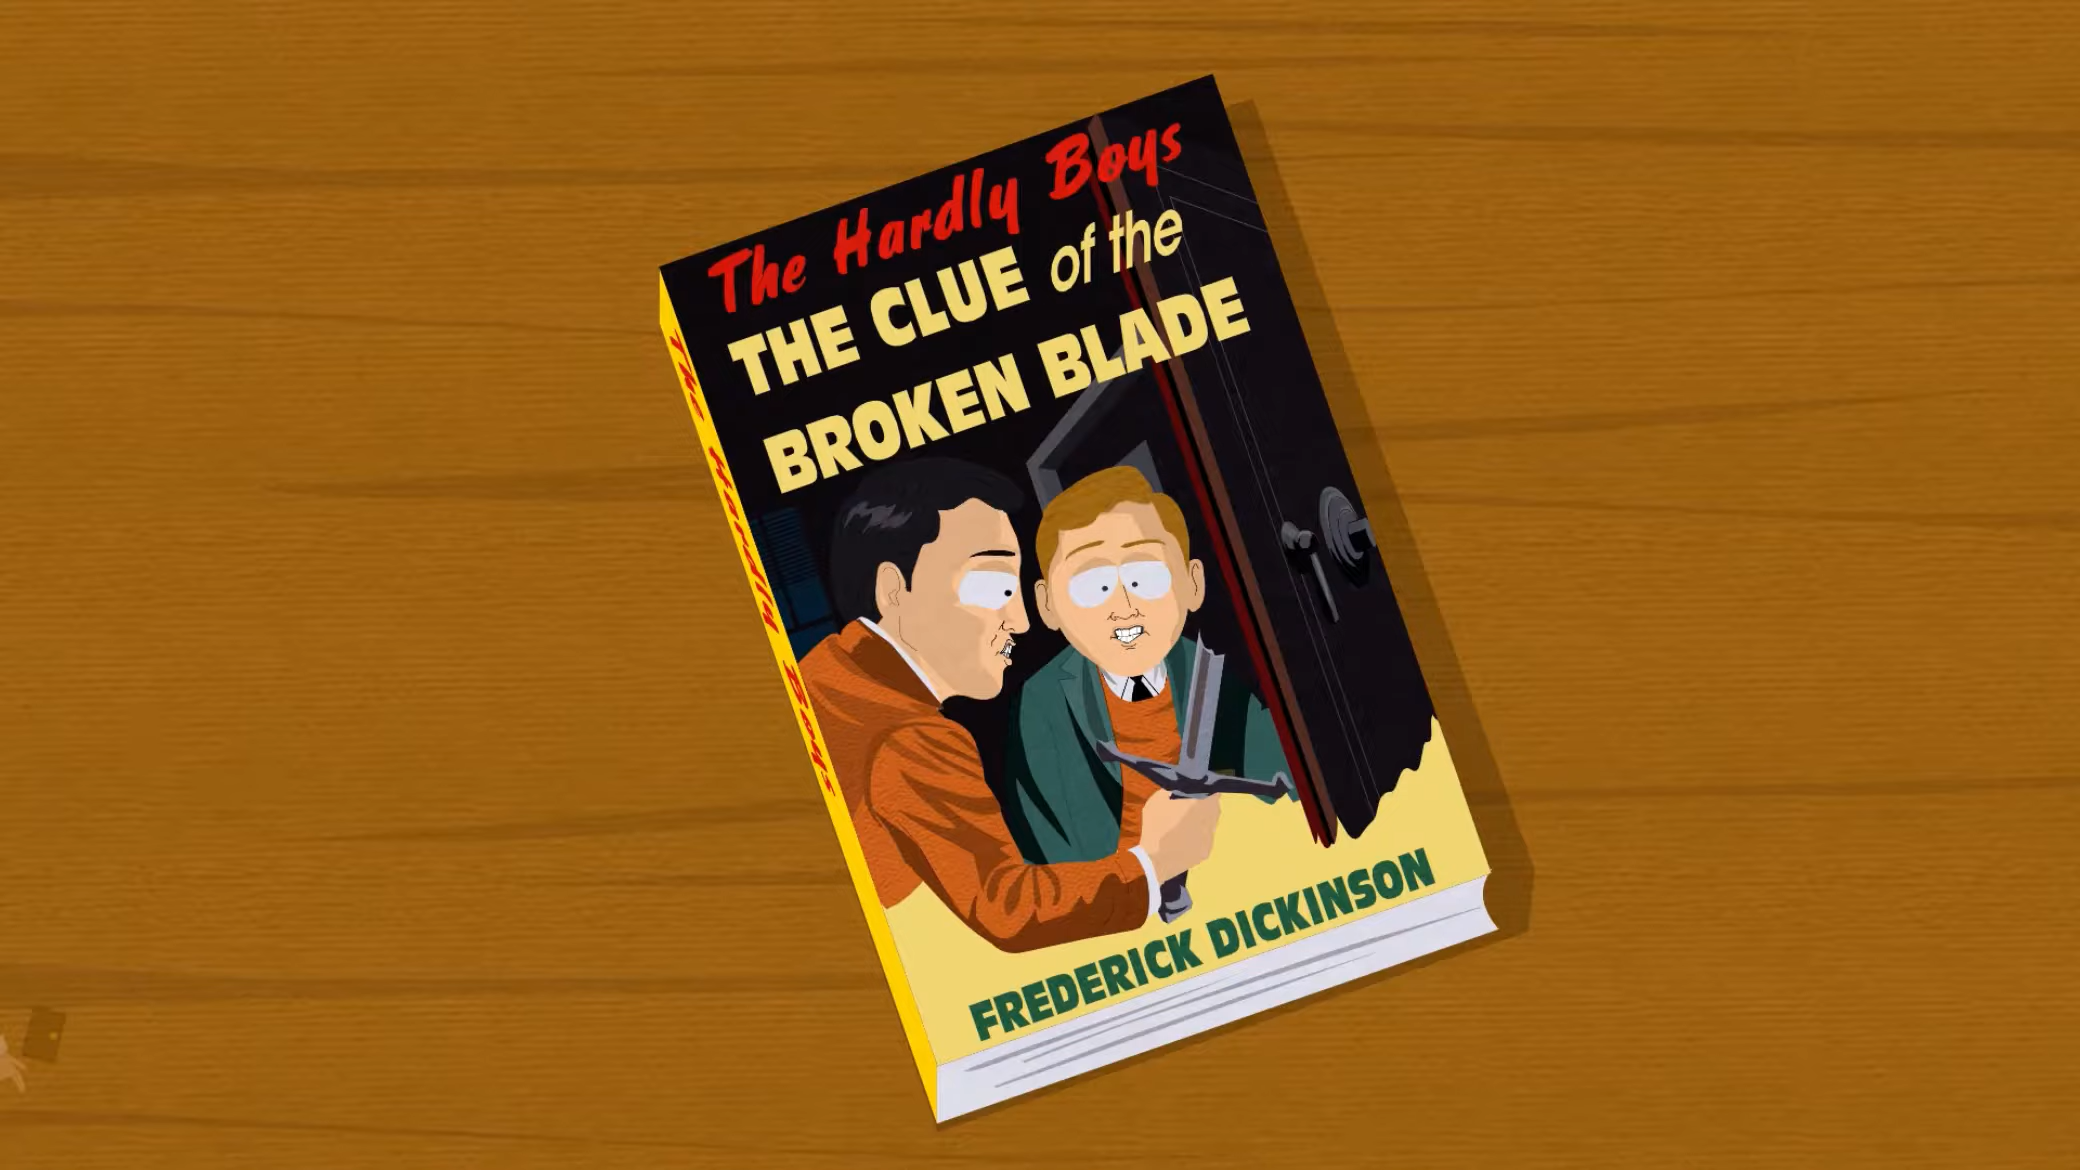 The Hardly Boys
THE CLUE of the
BROKEN BLADE
FREDERICK DICKINSON
The Hardly Boys